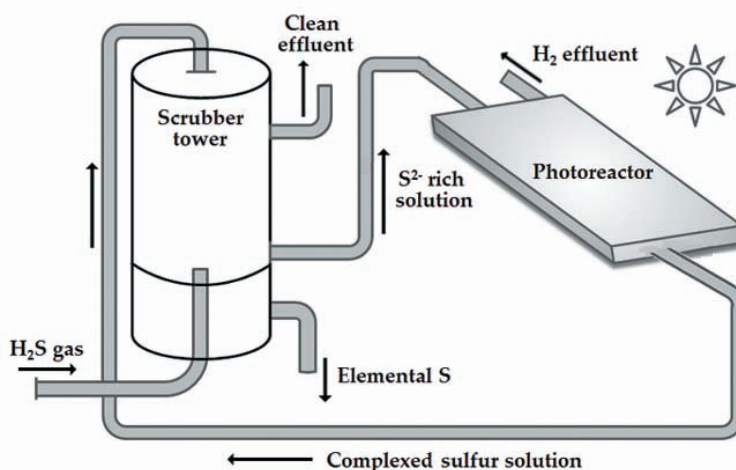 Clean
effluent
H₂ effluent
Scrubber
tower
Photoreactor
S²⁻ rich
solution
H₂S gas
Elemental S
Complexed sulfur solution